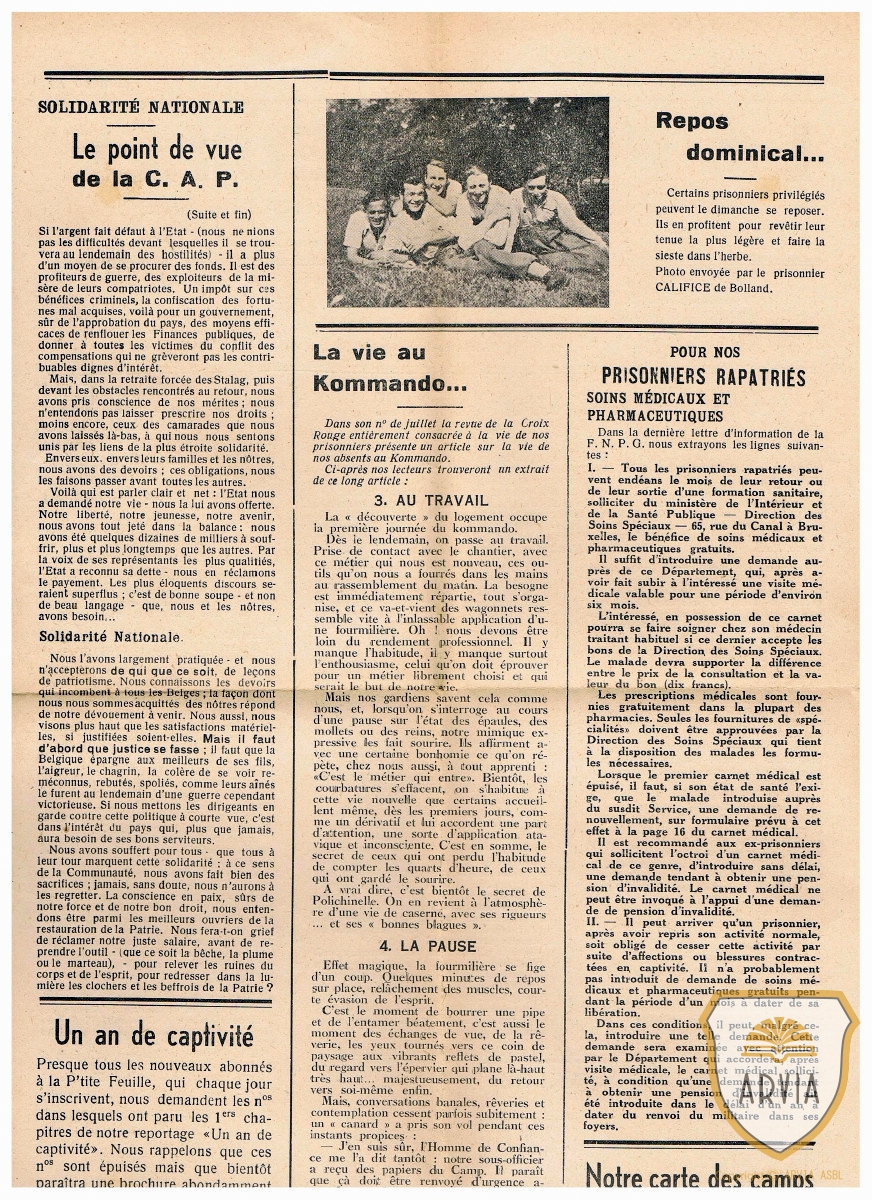 SOLIDARITÉ NATIONALE
Le point de vue
de la C. A. P.
(Suite et fin)
Si l'argent fait défaut à l'Etat - (nous ne nions
pas les difficultés devant lesquelles il se trou-
vera au lendemain des hostilités) - il a plus
d'un moyen de se procurer des fonds. Il est des
profiteurs de guerre, des exploiteurs de la mi-
sère de leurs compatriotes. Un impôt sur ces
bénéfices criminels, la confiscation des fortu-
nes mal acquises, voilà pour un gouvernement,
sûr de l'approbation du pays, des moyens effi-
caces de renflouer les Finances publiques, de
donner à toutes les victimes du conflit des
compensations qui ne grèveront pas les contri-
buables dignes d'intérêt.
Mais, dans la retraite forcée des Stalag, puis
devant les obstacles rencontrés au retour, nous
avons pris conscience de nos mérites ; nous
n'entendons pas laisser prescrire nos droits ;
moins encore, ceux des camarades que nous
avons laissés là-bas, à qui nous nous sentons
unis par les liens de la plus étroite solidarité.
Envers eux, envers leurs familles et les nôtres,
nous avons des devoirs ; ces obligations, nous
les faisons passer avant toutes les autres.
Voilà qui est parler clair et net : l'Etat nous
a demandé notre vie - nous la lui avons offerte.
Notre liberté, notre jeunesse, notre avenir,
nous avons tout jeté dans la balance : nous
avons été quelques dizaines de milliers à souf-
frir, plus et plus longtemps que les autres. Par
la voix de ses représentants les plus qualifiés,
l'Etat a reconnu sa dette - nous en réclamons
le payement. Les plus éloquents discours se-
raient superflus ; c'est de bonne soupe - et non
de beau langage - que, nous et les nôtres,
avons besoin...
Solidarité Nationale.
Nous l'avons largement pratiquée - et nous
n'accepterons de qui que ce soit, de leçons
de patriotisme. Nous connaissons les devoirs
qui incombent à tous les Belges ; la façon dont
nous nous sommes acquittés des nôtres répond
de notre dévouement à venir. Nous aussi, nous
visons plus haut que les satisfactions matériel-
les, si justifiées soient-elles. Mais il faut
d'abord que justice se fasse ; il faut que la
Belgique épargne aux meilleurs de ses fils,
l'aigreur, le chagrin, la colère de se voir re-
méconnus, rebutés, spoliés, comme leurs aînés
le furent au lendemain d'une guerre cependant
victorieuse. Si nous mettons les dirigeants en
garde contre cette politique à courte vue, c'est
dans l'intérêt du pays qui, plus que jamais,
aura besoin de ses bons serviteurs.
Nous avons souffert pour tous - que tous à
leur tour marquent cette solidarité ; à ce sens
de la Communauté, nous avons fait bien des
sacrifices ; jamais, sans doute, nous n'aurons à
les regretter. La conscience en paix, sûrs de
notre force et de notre bon droit, nous enten-
dons être parmi les meilleurs ouvriers de la
restauration de la Patrie. Nous fera-t-on grief
de réclamer notre juste salaire, avant de re-
prendre l'outil - (que ce soit la bêche, la plume
ou le marteau), - pour relever les ruines du
corps et de l'esprit, pour redresser dans la lu-
mière les clochers et les beffrois de la Patrie ?
Un an de captivité
Presque tous les nouveaux abonnés
à la P'tite Feuille, qui chaque jour
s'inscrivent, nous demandent les nos
dans lesquels ont paru les 1ers cha-
pitres de notre reportage «Un an de
captivité». Nous rappelons que ces
nos sont épuisés mais que bientôt
paraîtra une brochure abondamment
Repos
dominical...
Certains prisonniers privilégiés
peuvent le dimanche se reposer.
Ils en profitent pour revêtir leur
tenue la plus légère et faire la
sieste dans l'herbe.
Photo envoyée par le prisonnier
CALIFICE de Bolland.
La vie au
Kommando...
Dans son n° de juillet la revue de la Croix
Rouge entièrement consacrée à la vie de nos
prisonniers présente un article sur la vie de
nos absents au Kommando.
Ci-après nos lecteurs trouveront un extrait
de ce long article :
3. AU TRAVAIL
La « découverte » du logement occupe
la première journée du kommando.
Dès le lendemain, on passe au travail.
Prise de contact avec le chantier, avec
ce métier qui nous est nouveau, ces ou-
tils qu'on nous a fourrés dans les mains
au rassemblement du matin. La besogne
est immédiatement répartie, tout s'orga-
nise, et ce va-et-vient des wagonnets res-
semble vite à l'inlassable application d'u-
ne fourmilière. Oh ! nous devons être
loin du rendement professionnel. Il y
manque l'habitude, il y manque surtout
l'enthousiasme, celui qu'on doit éprouver
pour un métier librement choisi et qui
serait le but de notre vie.
Mais nos gardiens savent cela comme
nous, et, lorsqu'on s'interroge au cours
d'une pause sur l'état des épaules, des
mollets ou des reins, notre mimique ex-
pressive les fait sourire. Ils affirment a-
vec une certaine bonhomie ce qu'on ré-
pète, chez nous aussi, à tout apprenti :
«C'est le métier qui entre». Bientôt, les
courbatures s'effacent, on s'habitue à
cette vie nouvelle que certains accueil-
lent même, dès les premiers jours, com-
me un dérivatif et lui accordent une part
d'attention, une sorte d'application ata-
vique et inconsciente. C'est en somme, le
secret de ceux qui ont perdu l'habitude
de compter les quarts d'heure, de ceux
qui ont gardé le sourire.
A vrai dire, c'est bientôt le secret de
Polichinelle. On en revient à l'atmosphè-
re d'une vie de caserne, avec ses rigueurs
... et ses « bonnes blagues ».
4. LA PAUSE
Effet magique, la fourmilière se fige
d'un coup. Quelques minutes de repos
sur place, relâchement des muscles, cour-
te évasion de l'esprit.
C'est le moment de bourrer une pipe
et de l'entamer béatement, c'est aussi le
moment des échanges de vue, de la rê-
verie, les yeux tournés vers ce coin de
paysage aux vibrants reflets de pastel,
du regard vers l'épervier qui plane là-haut
très haut... majestueusement, du retour
vers soi-même enfin.
Mais, conversations banales, rêveries et
contemplation cessent parfois subitement :
un « canard » a pris son vol pendant ces
instants propices :
— J'en suis sûr, l'Homme de Confian-
ce me l'a dit tantôt : notre sous-officier
a reçu des papiers du Camp. Il paraît
que çà doit être renvoyé d'urgence a-
POUR NOS
PRISONNIERS RAPATRIÉS
SOINS MÉDICAUX ET
PHARMACEUTIQUES
Dans la dernière lettre d'information de la
F. N. P. G. nous extrayons les lignes suivan-
tes :
I. — Tous les prisonniers rapatriés peu-
vent endéans le mois de leur retour ou
de leur sortie d'une formation sanitaire,
solliciter du ministère de l'Intérieur et
de la Santé Publique — Direction des
Soins Spéciaux — 65, rue du Canal à Bru-
xelles, le bénéfice de soins médicaux et
pharmaceutiques gratuits.
Il suffit d'introduire une demande au-
près de ce Département, qui, après a-
voir fait subir à l'intéressé une visite mé-
dicale valable pour une période d'environ
six mois.
L'intéressé, en possession de ce carnet
pourra se faire soigner chez son médecin
traitant habituel si ce dernier accepte les
bons de la Direction des Soins Spéciaux.
Le malade devra supporter la différence
entre le prix de la consultation et la va-
leur du bon (dix francs).
Les prescriptions médicales sont four-
nies gratuitement dans la plupart des
pharmacies. Seules les fournitures de «spé-
cialités» doivent être approuvées par la
Direction des Soins Spéciaux qui tient
à la disposition des malades les formu-
les nécessaires.
Lorsque le premier carnet médical est
épuisé, il faut, si son état de santé l'exi-
ge, que le malade introduise auprès
du susdit Service, une demande de re-
nouvellement, sur formulaire prévu à cet
effet à la page 16 du carnet médical.
Il est recommandé aux ex-prisonniers
qui sollicitent l'octroi d'un carnet médi-
cal de ce genre, d'introduire sans délai,
une demande tendant à obtenir une pen-
sion d'invalidité. Le carnet médical ne
peut être invoqué à l'appui d'une deman-
de de pension d'invalidité.
II. — Il peut arriver qu'un prisonnier,
après avoir repris son activité normale,
soit obligé de cesser cette activité par
suite d'affections ou blessures contrac-
tées en captivité. Il n'a probablement
pas introduit de demande de soins mé-
dicaux et pharmaceutiques gratuits pen-
dant la période d'un mois à dater de sa
libération.
Dans ces conditions, il peut, malgré ce-
la, introduire une telle demande. Cette
demande sera examinée avec attention
par le Département qui accordera après
visite médicale, le carnet médical sollici-
té, à condition qu'une demande
à obtenir une pension
été introduite dans le délai d'un an à
dater du renvoi du militaire dans ses
foyers.
Notre carte des camps
ARVIA
ARVIA ASBL